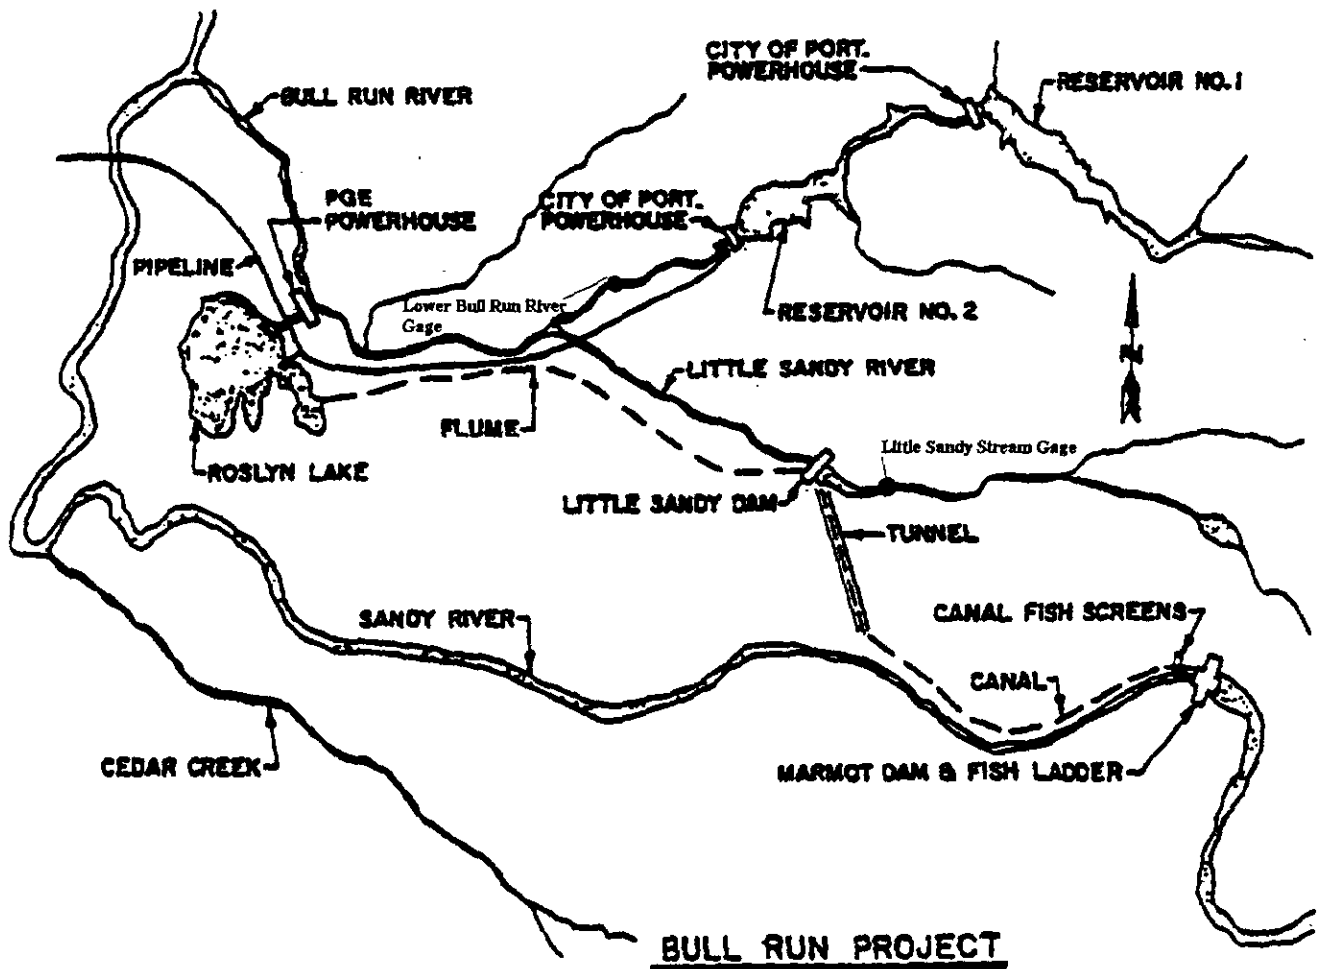 CITY OF PORT.
POWERHOUSE
RESERVOIR NO. 1
BULL RUN RIVER
PGE
POWERHOUSE
CITY OF PORT.
POWERHOUSE
PIPELINE
Lower Bull Run River
Gage
RESERVOIR NO. 2
N
LITTLE SANDY RIVER
FLUME
Little Sandy Stream Gage
ROSLYN LAKE
LITTLE SANDY DAM
TUNNEL
SANDY RIVER
CANAL FISH SCREENS
CANAL
CEDAR CREEK
MARMOT DAM & FISH LADDER
BULL RUN PROJECT